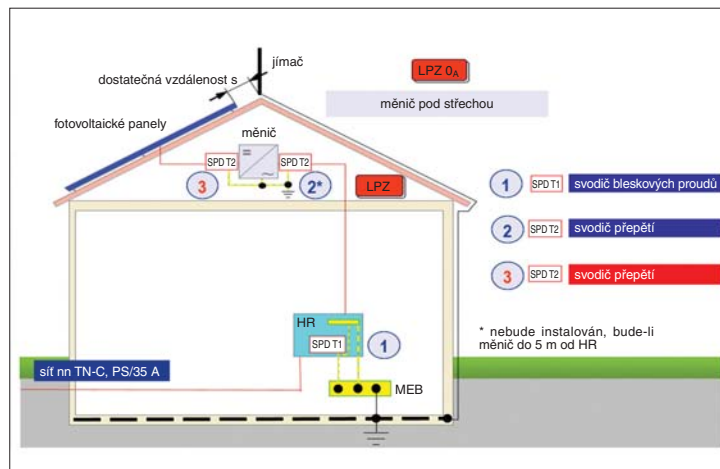 jímač
dostatečná vzdálenost s
LPZ 0A
měnič pod střechou
fotovoltaické panely
měnič
SPD T2
SPD T2
3
2*
LPZ
1 SPD T1 svodič bleskových proudů
2 SPD T2 svodič přepětí
3 SPD T2 svodič přepětí
HR
SPD T1
1
* nebude instalován, bude-li
měnič do 5 m od HR
síť nn TN-C, PS/35 A
MEB